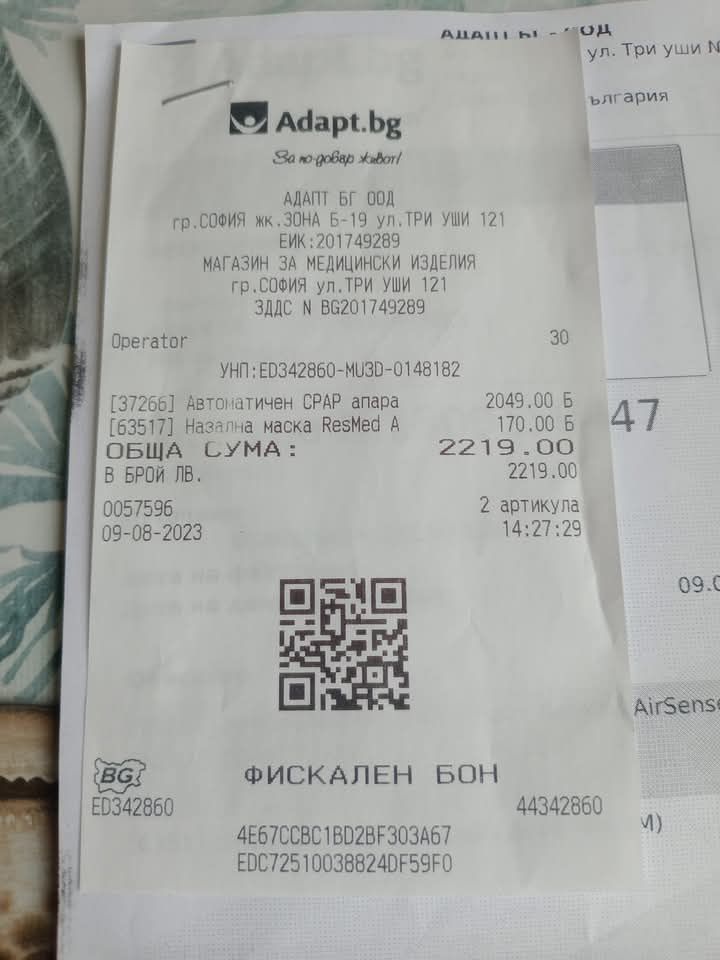 Adapt.bg
За по-добър живот!
АДАПТ БГ ООД
гр.СОФИЯ жк.ЗОНА Б-19 ул.ТРИ УШИ 121
ЕИК:201749289
МАГАЗИН ЗА МЕДИЦИНСКИ ИЗДЕЛИЯ
гр.СОФИЯ ул.ТРИ УШИ 121
ЗДДС N BG201749289
Operator 30
УНП:ED342860-MU3D-0148182
[37266] Автоматичен CPAP апара 2049.00 Б
[63517] Назална маска ResMed A 170.00 Б
ОБЩА СУМА: 2219.00
В БРОЙ ЛВ. 2219.00
0057596 2 артикула
09-08-2023 14:27:29
BG ФИСКАЛЕН БОН
ED342860 44342860
4E67CCBC1BD2BF303A67
EDC72510038824DF59F0
ул. Три уши
ългария
47
09.0
AirSense
М)